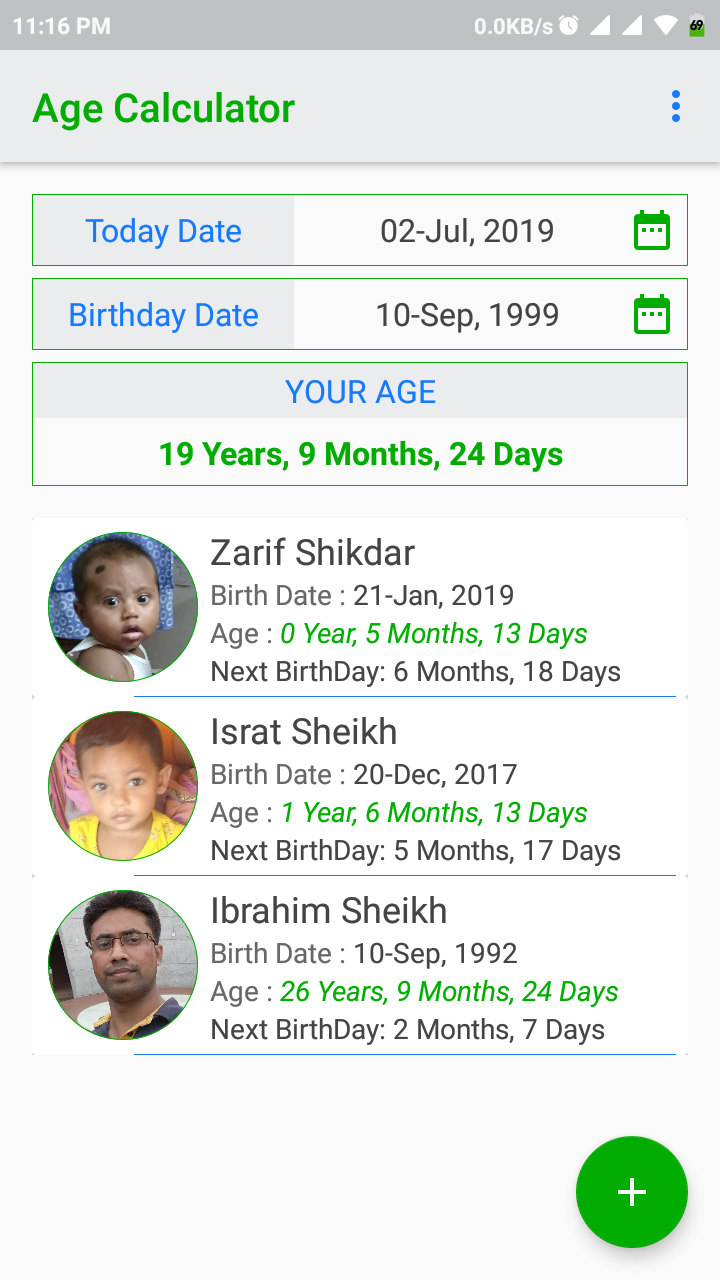 11:16 PM 0.0KB/s 69
Age Calculator
Today Date 02-Jul, 2019
Birthday Date 10-Sep, 1999
YOUR AGE
19 Years, 9 Months, 24 Days
Zarif Shikdar
Birth Date : 21-Jan, 2019
Age : 0 Year, 5 Months, 13 Days
Next BirthDay: 6 Months, 18 Days
Israt Sheikh
Birth Date : 20-Dec, 2017
Age : 1 Year, 6 Months, 13 Days
Next BirthDay: 5 Months, 17 Days
Ibrahim Sheikh
Birth Date : 10-Sep, 1992
Age : 26 Years, 9 Months, 24 Days
Next BirthDay: 2 Months, 7 Days
+